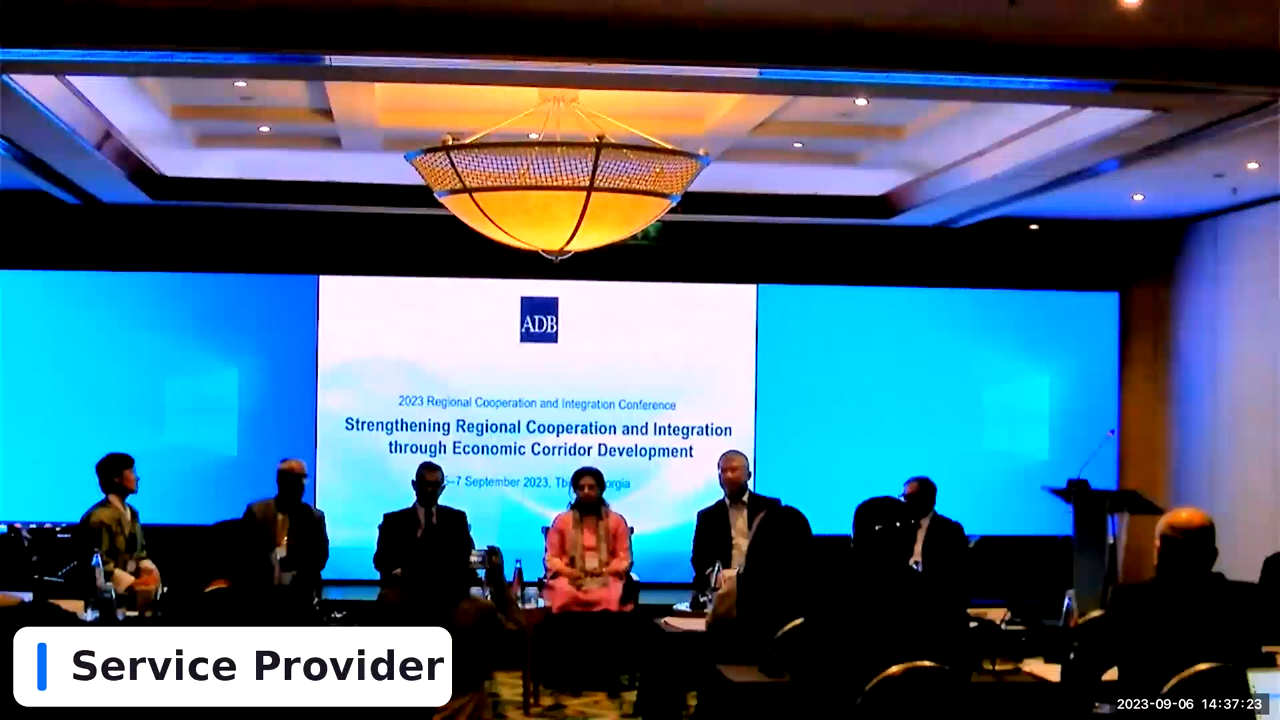 ADB
2023 Regional Cooperation and Integration Conference
Strengthening Regional Cooperation and Integration
through Economic Corridor Development
–7 September 2023,
Service Provider
2023-09-06 14:37:23